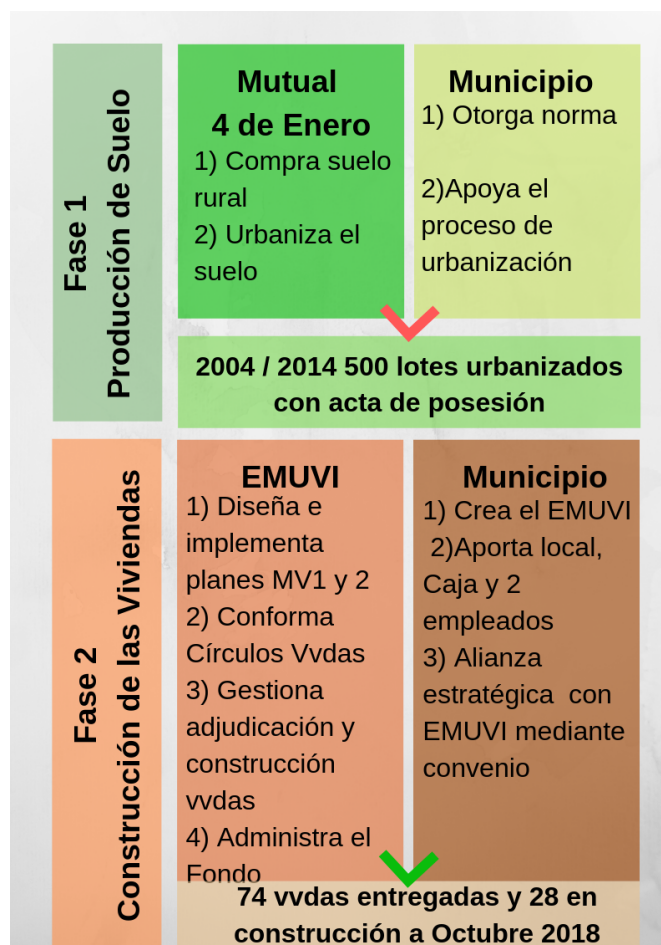 Fase 1
Producción de Suelo
Mutual
4 de Enero
1) Compra suelo
rural
2) Urbaniza el
suelo
Municipio
1) Otorga norma
2)Apoya el
proceso de
urbanización
2004 / 2014 500 lotes urbanizados
con acta de posesión
Fase 2
Construcción de las Viviendas
EMUVI
1) Diseña e
implementa
planes MV1 y 2
2) Conforma
Círculos Vvdas
3) Gestiona
adjudicación y
construcción
vvdas
4) Administra el
Fondo
Municipio
1) Crea el EMUVI
2)Aporta local,
Caja y 2
empleados
3) Alianza
estratégica con
EMUVI mediante
convenio
74 vvdas entregadas y 28 en
construcción a Octubre 2018